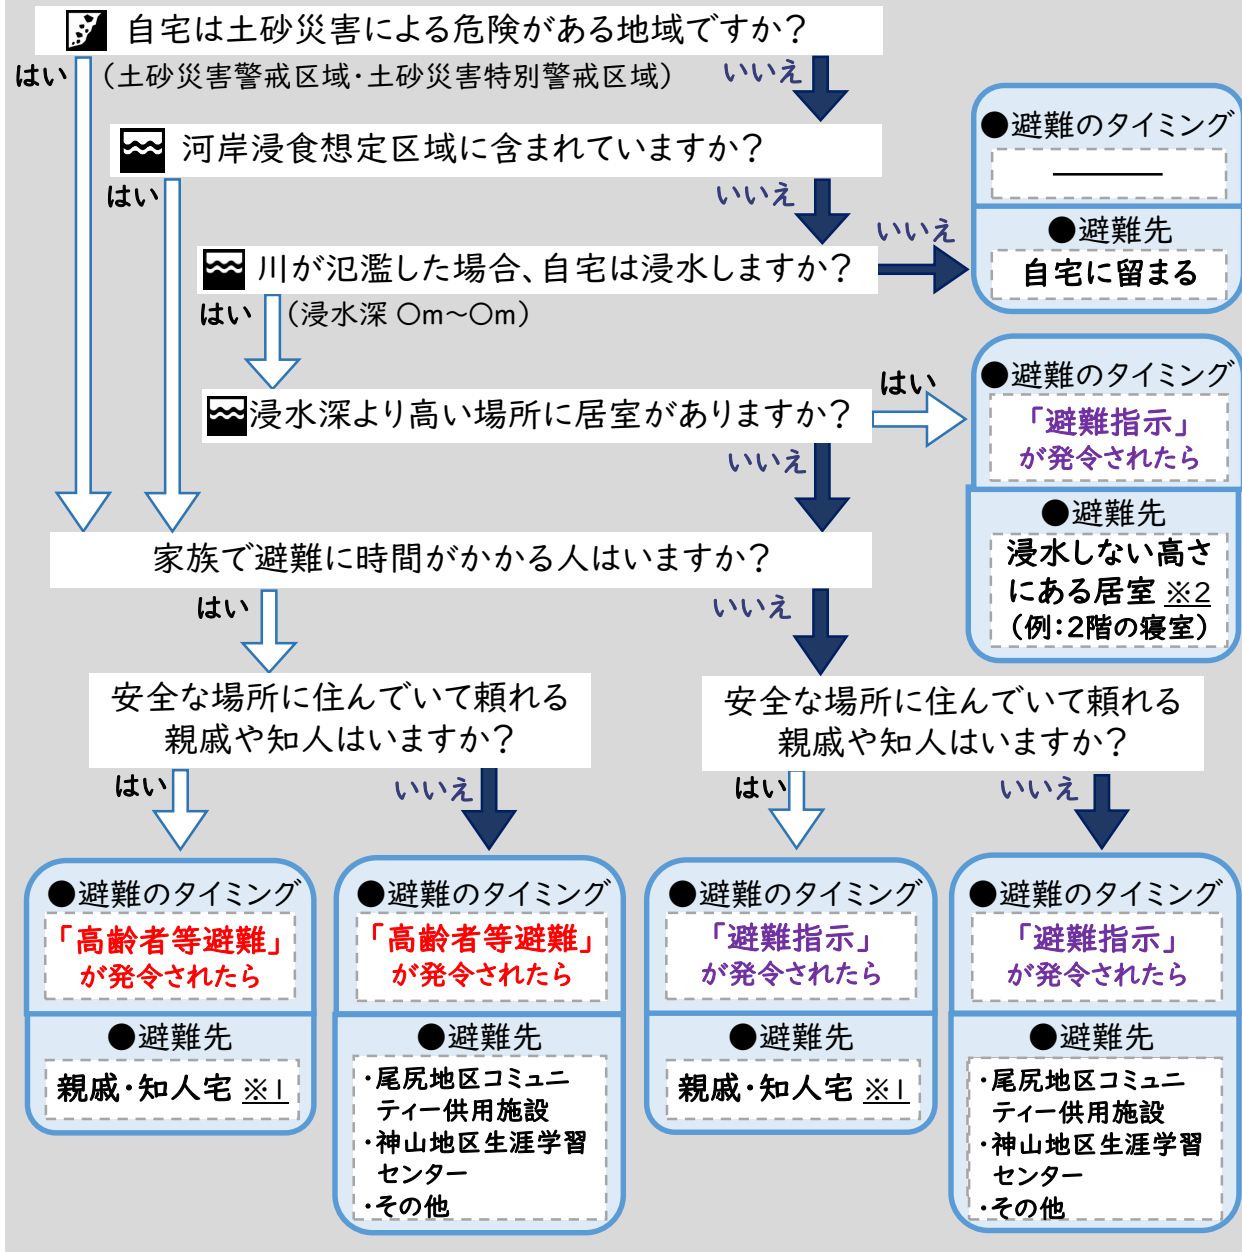 自宅は土砂災害による危険がある地域ですか？
はい
（土砂災害警戒区域・土砂災害特別警戒区域）
いいえ
河岸浸食想定区域に含まれていますか？
はい
いいえ
川が氾濫した場合、自宅は浸水しますか？
いいえ
はい
（浸水深 〇m～〇m）
●避難のタイミング
●避難先
自宅に留まる
浸水深より高い場所に居室がありますか？
はい
いいえ
●避難のタイミング
「避難指示」
が発令されたら
●避難先
浸水しない高さ
にある居室 ※2
（例：2階の寝室）
家族で避難に時間がかかる人はいますか？
はい
いいえ
安全な場所に住んでいて頼れる
親戚や知人はいますか？
はい
いいえ
安全な場所に住んでいて頼れる
親戚や知人はいますか？
はい
いいえ
●避難のタイミング
「高齢者等避難」
が発令されたら
●避難先
親戚・知人宅 ※1
●避難のタイミング
「高齢者等避難」
が発令されたら
●避難先
・尾尻地区コミュニ
ティー供用施設
・神山地区生涯学習
センター
・その他
●避難のタイミング
「避難指示」
が発令されたら
●避難先
親戚・知人宅 ※1
●避難のタイミング
「避難指示」
が発令されたら
●避難先
・尾尻地区コミュニ
ティー供用施設
・神山地区生涯学習
センター
・その他